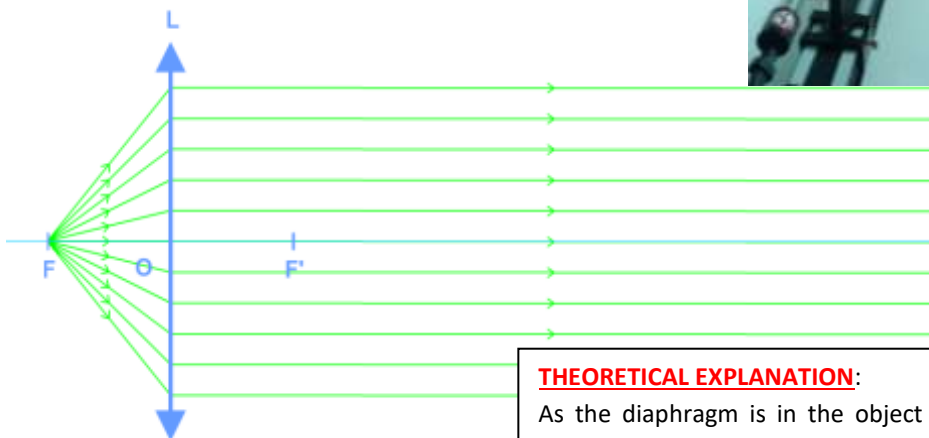 L
F O F'
THEORETICAL EXPLANATION:
As the diaphragm is in the object